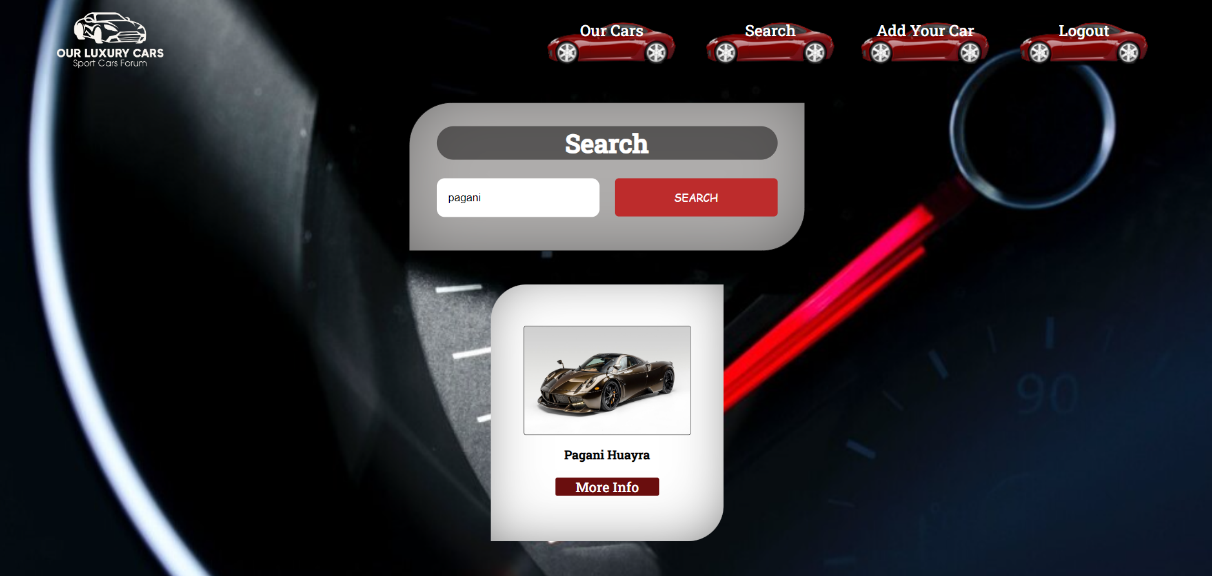 OUR LUXURY CARS
Sport Cars Forum
Our Cars
Search
Add Your Car
Logout
Search
pagani
SEARCH
90
Pagani Huayra
More Info